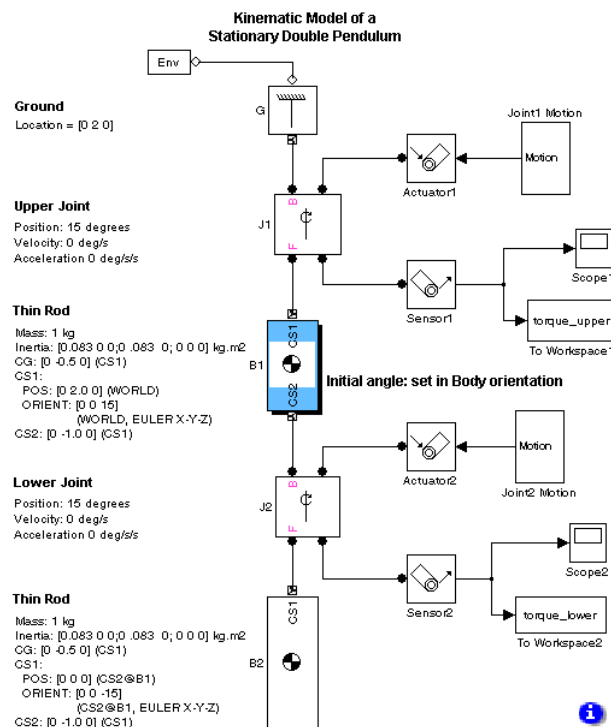 Kinematic Model of a
Stationary Double Pendulum
Env
Ground
Location = [0 2 0]
G
Joint1 Motion
Motion
Actuator1
Upper Joint
Position: 15 degrees
Velocity: 0 deg/s
Acceleration 0 deg/s/s
J1
B
F
Sensor1
Scope1
torque_upper
To Workspace1
Thin Rod
Mass: 1 kg
Inertia: [0.083 0 0;0 .083 0; 0 0 0] kg.m2
CG: [0 -0.5 0] (CS1)
CS1:
POS: [0 2.0 0] (WORLD)
ORIENT: [0 0 15]
(WORLD, EULER X-Y-Z)
CS2: [0 -1.0 0] (CS1)
B1
CS1
CS2
Initial angle: set in Body orientation
Motion
Joint2 Motion
Actuator2
Lower Joint
Position: 15 degrees
Velocity: 0 deg/s
Acceleration 0 deg/s/s
J2
B
F
Sensor2
Scope2
torque_lower
To Workspace2
Thin Rod
Mass: 1 kg
Inertia: [0.083 0 0;0 .083 0; 0 0 0] kg.m2
CG: [0 -0.5 0] (CS1)
CS1:
POS: [0 0 0] (CS2@B1)
ORIENT: [0 0 -15]
(CS2@B1, EULER X-Y-Z)
CS2: [0 -1.0 0] (CS1)
B2
CS1
i